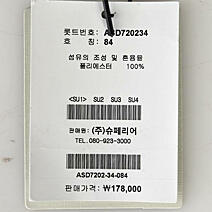 롯트번호: ASD720234
호 칭: 84
섬유의 조성 및 혼용율
폴리에스터 100%
<SU1> SU2 SU3 SU4
판매원: (주)슈페리어
TEL. 080-923-3000
ASD7202-34-084
판매가격: ₩178,000